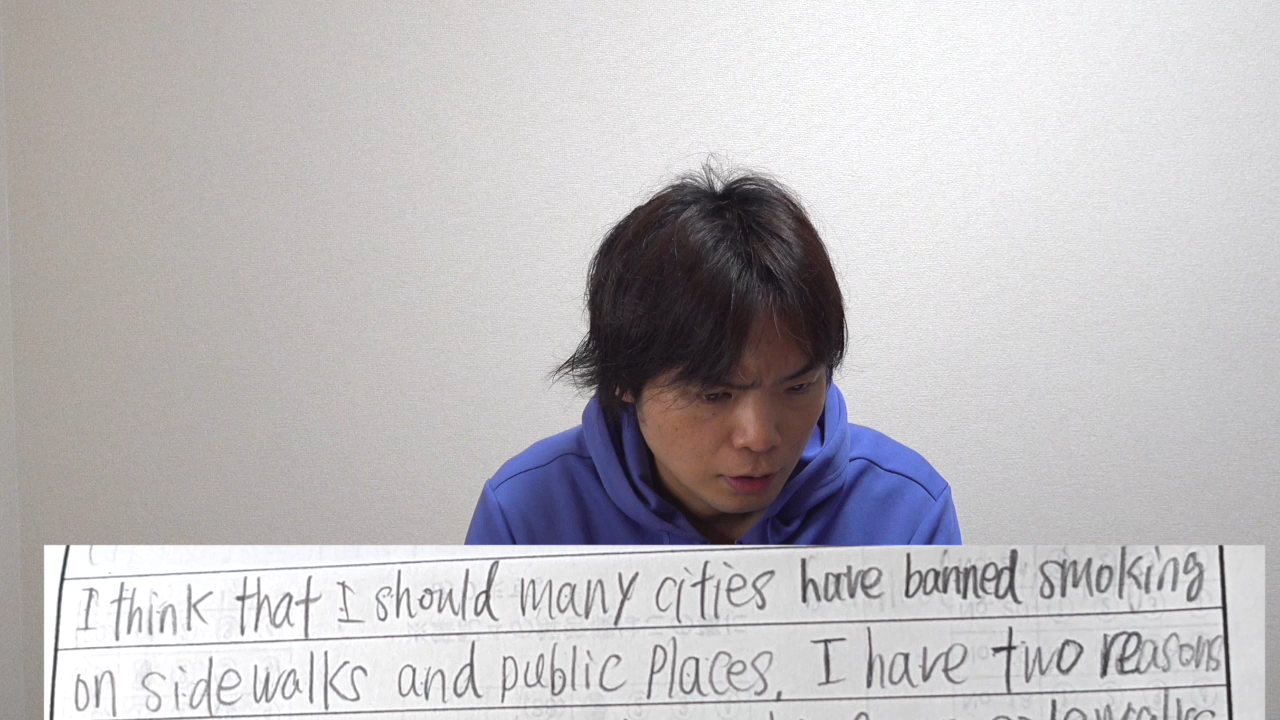 I think that I should many cities have banned smoking
on sidewalks and public places. I have two reasons